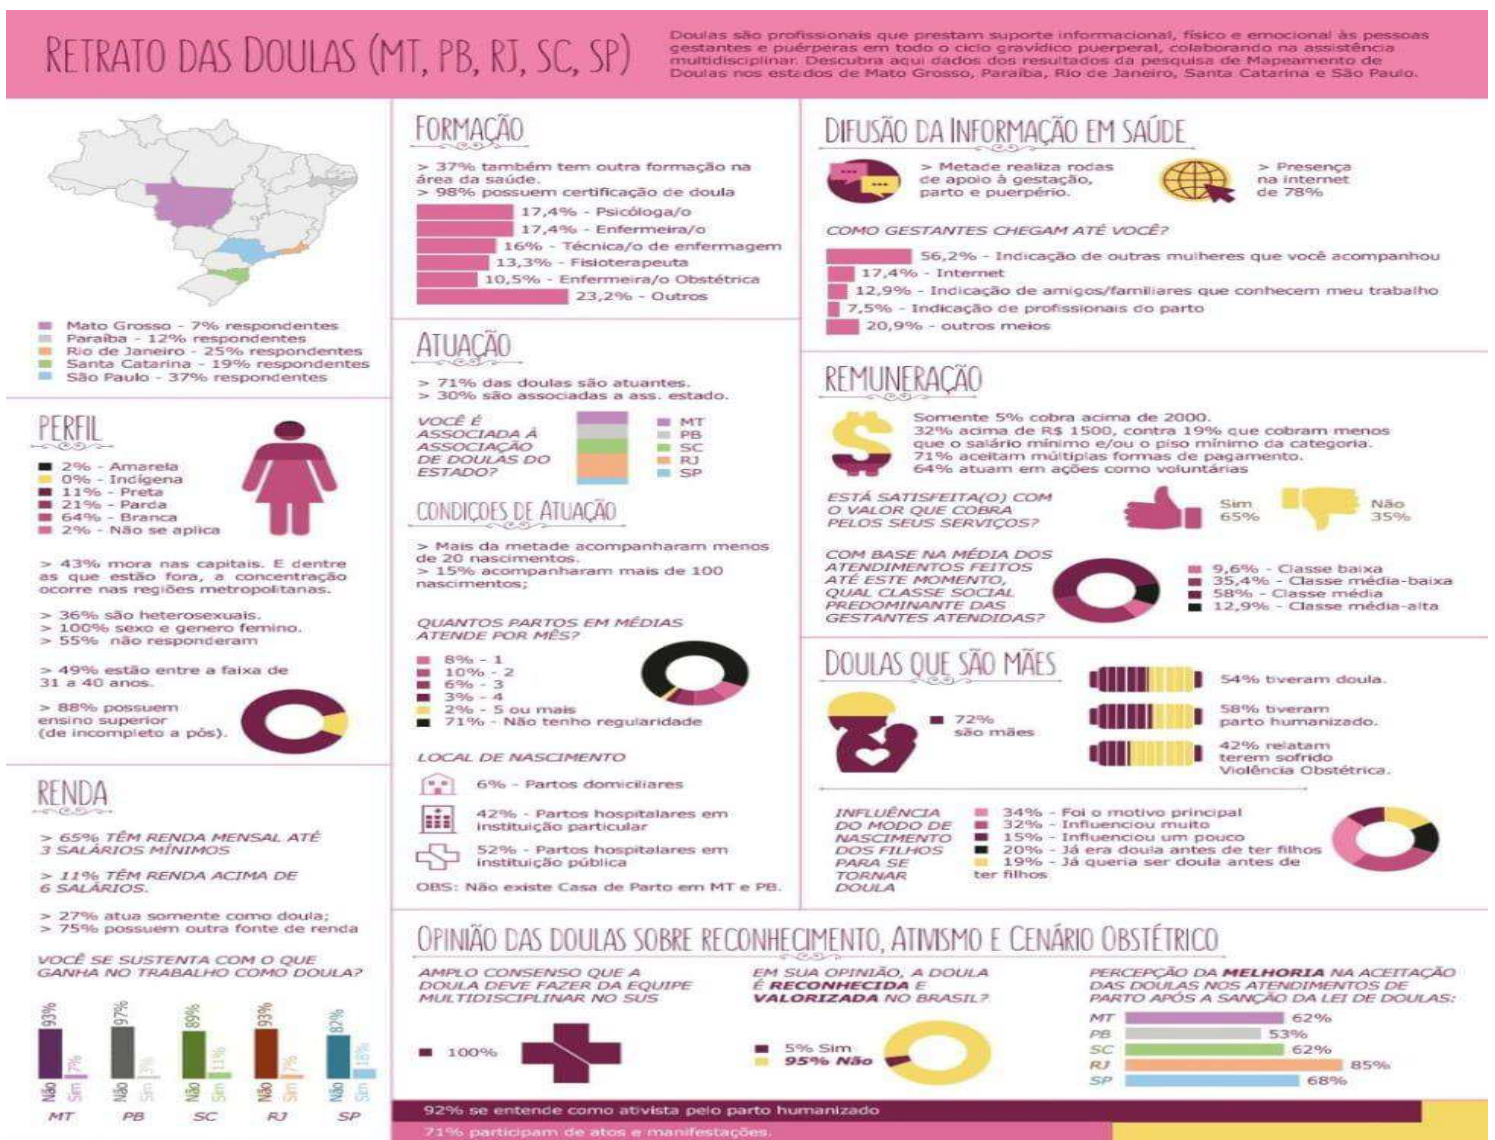 RETRATO DAS DOULAS (MT, PB, RJ, SC, SP)
Doulas são profissionais que prestam suporte informacional, físico e emocional às pessoas
gestantes e puérperas em todo o ciclo gravídico puerperal, colaborando na assistência
multidisciplinar. Descubra aqui dados dos resultados da pesquisa de Mapeamento de
Doulas nos estados de Mato Grosso, Paraíba, Rio de Janeiro, Santa Catarina e São Paulo.
Mato Grosso - 7% respondentes
Paraíba - 12% respondentes
Rio de Janeiro - 25% respondentes
Santa Catarina - 19% respondentes
São Paulo - 37% respondentes
PERFIL
2% - Amarela
0% - Indígena
11% - Preta
21% - Parda
64% - Branca
2% - Não se aplica
> 43% mora nas capitais. E dentre
as que estão fora, a concentração
ocorre nas regiões metropolitanas.
> 36% são heterosexuais.
> 100% sexo e genero femino.
> 55% não responderam
> 49% estão entre a faixa de
31 a 40 anos.
> 88% possuem
ensino superior
(de incompleto a pós).
RENDA
> 65% TÊM RENDA MENSAL ATÉ
3 SALÁRIOS MÍNIMOS
> 11% TÊM RENDA ACIMA DE
6 SALÁRIOS.
> 27% atua somente como doula;
> 75% possuem outra fonte de renda
VOCÊ SE SUSTENTA COM O QUE
GANHA NO TRABALHO COMO DOULA?
93% 7% 97% 3% 89% 11% 93% 7% 82% 18%
Não Sim Não Sim Não Sim Não Sim Não Sim
MT PB SC RJ SP
FORMAÇÃO
> 37% também tem outra formação na
área da saúde.
> 98% possuem certificação de doula
17,4% - Psicóloga/o
17,4% - Enfermeira/o
16% - Técnica/o de enfermagem
13,3% - Fisioterapeuta
10,5% - Enfermeira/o Obstétrica
23,2% - Outros
ATUAÇÃO
> 71% das doulas são atuantes.
> 30% são associadas a ass. estado.
VOCÊ É
ASSOCIADA À
ASSOCIAÇÃO
DE DOULAS DO
ESTADO?
MT
PB
SC
RJ
SP
CONDIÇOES DE ATUAÇÃO
> Mais da metade acompanharam menos
de 20 nascimentos.
> 15% acompanharam mais de 100
nascimentos;
QUANTOS PARTOS EM MÉDIAS
ATENDE POR MÊS?
8% - 1
10% - 2
6% - 3
3% - 4
2% - 5 ou mais
71% - Não tenho regularidade
LOCAL DE NASCIMENTO
6% - Partos domiciliares
42% - Partos hospitalares em
instituição particular
52% - Partos hospitalares em
instituição pública
OBS: Não existe Casa de Parto em MT e PB.
DIFUSÃO DA INFORMAÇÃO EM SAÚDE
> Metade realiza rodas
de apoio à gestação,
parto e puerpério.
> Presença
na internet
de 78%
COMO GESTANTES CHEGAM ATÉ VOCÊ?
56,2% - Indicação de outras mulheres que você acompanhou
17,4% - Internet
12,9% - Indicação de amigos/familiares que conhecem meu trabalho
7,5% - Indicação de profissionais do parto
20,9% - outros meios
REMUNERAÇÃO
Somente 5% cobra acima de 2000.
32% acima de R$ 1500, contra 19% que cobram menos
que o salário mínimo e/ou o piso mínimo da categoria.
71% aceitam múltiplas formas de pagamento.
64% atuam em ações como voluntárias
ESTÁ SATISFEITA(O) COM
O VALOR QUE COBRA
PELOS SEUS SERVIÇOS?
Sim
65%
Não
35%
COM BASE NA MÉDIA DOS
ATENDIMENTOS FEITOS
ATÉ ESTE MOMENTO,
QUAL CLASSE SOCIAL
PREDOMINANTE DAS
GESTANTES ATENDIDAS?
9,6% - Classe baixa
35,4% - Classe média-baixa
58% - Classe média
12,9% - Classe média-alta
DOULAS QUE SÃO MÃES
72%
são mães
54% tiveram doula.
58% tiveram
parto humanizado.
42% relatam
terem sofrido
Violência Obstétrica.
INFLUÊNCIA
DO MODO DE
NASCIMENTO
DOS FILHOS
PARA SE
TORNAR
DOULA
34% - Foi o motivo principal
32% - Influenciou muito
15% - Influenciou um pouco
20% - Já era doula antes de ter filhos
19% - Já queria ser doula antes de
ter filhos
OPINIÃO DAS DOULAS SOBRE RECONHECIMENTO, ATIVISMO E CENÁRIO OBSTÉTRICO
AMPLO CONSENSO QUE A
DOULA DEVE FAZER DA EQUIPE
MULTIDISCIPLINAR NO SUS
100%
EM SUA OPINIÃO, A DOULA
É RECONHECIDA E
VALORIZADA NO BRASIL?
5% Sim
95% Não
PERCEPÇÃO DA MELHORIA NA ACEITAÇÃO
DAS DOULAS NOS ATENDIMENTOS DE
PARTO APÓS A SANÇÃO DA LEI DE DOULAS:
MT 62%
PB 53%
SC 62%
RJ 85%
SP 68%
92% se entende como ativista pelo parto humanizado
71% participam de atos e manifestações.